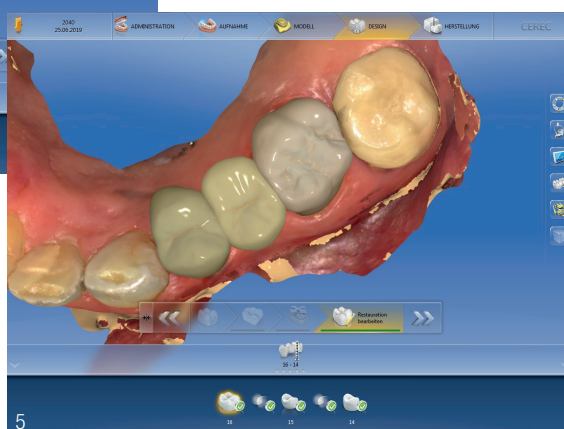 2040
25.06.2019
ADMINISTRATION
AUFNAHME
MODELL
DESIGN
HERSTELLUNG
CEREC
Restauration
bearbeiten
16 - 14
16
15
14
5